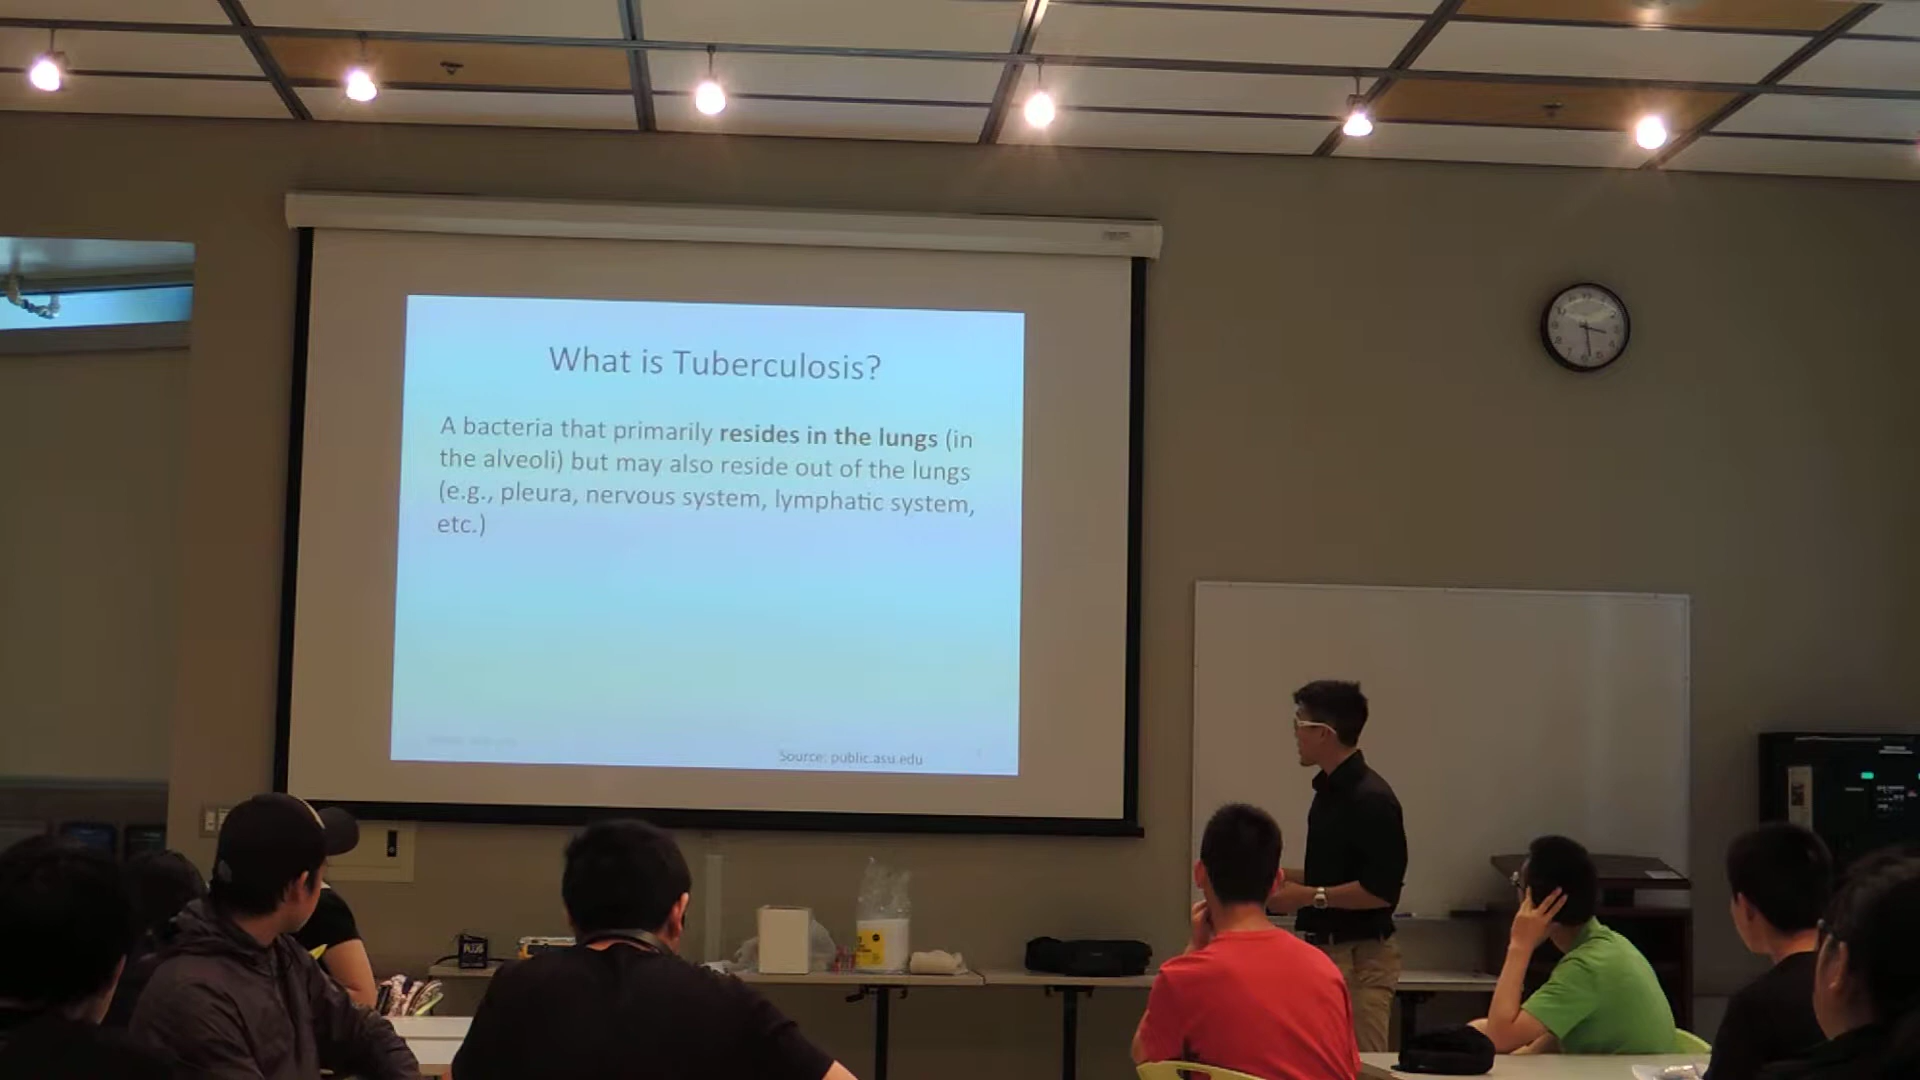 What is Tuberculosis?
A bacteria that primarily resides in the lungs (in
the alveoli) but may also reside out of the lungs
(e.g., pleura, nervous system, lymphatic system,
etc.)
Source: public.asu.edu